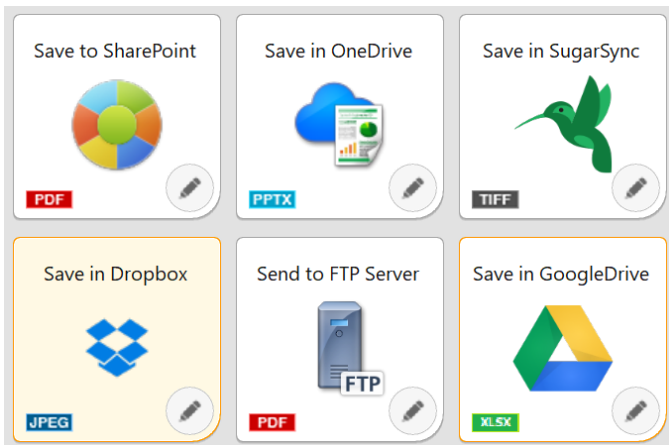 Save to SharePoint
Save in OneDrive
Save in SugarSync
PDF
PPTX
TIFF
Save in Dropbox
Send to FTP Server
Save in GoogleDrive
FTP
JPEG
PDF
XLSX